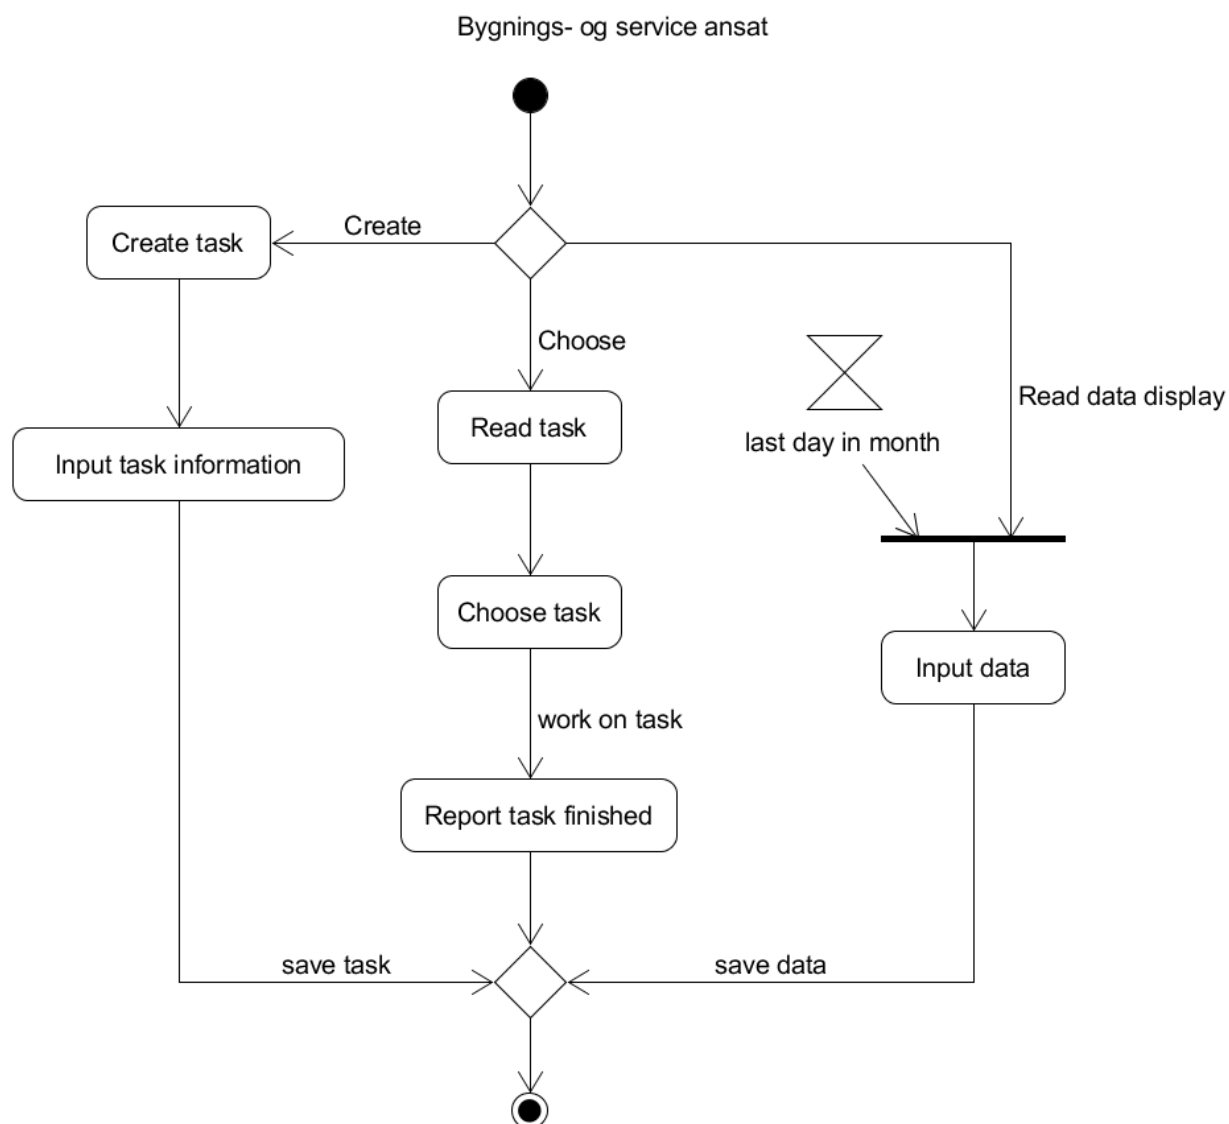 Bygnings- og service ansat
Create task
Create
Choose
Read data display
Read task
last day in month
Input task information
Choose task
Input data
work on task
Report task finished
save task
save data